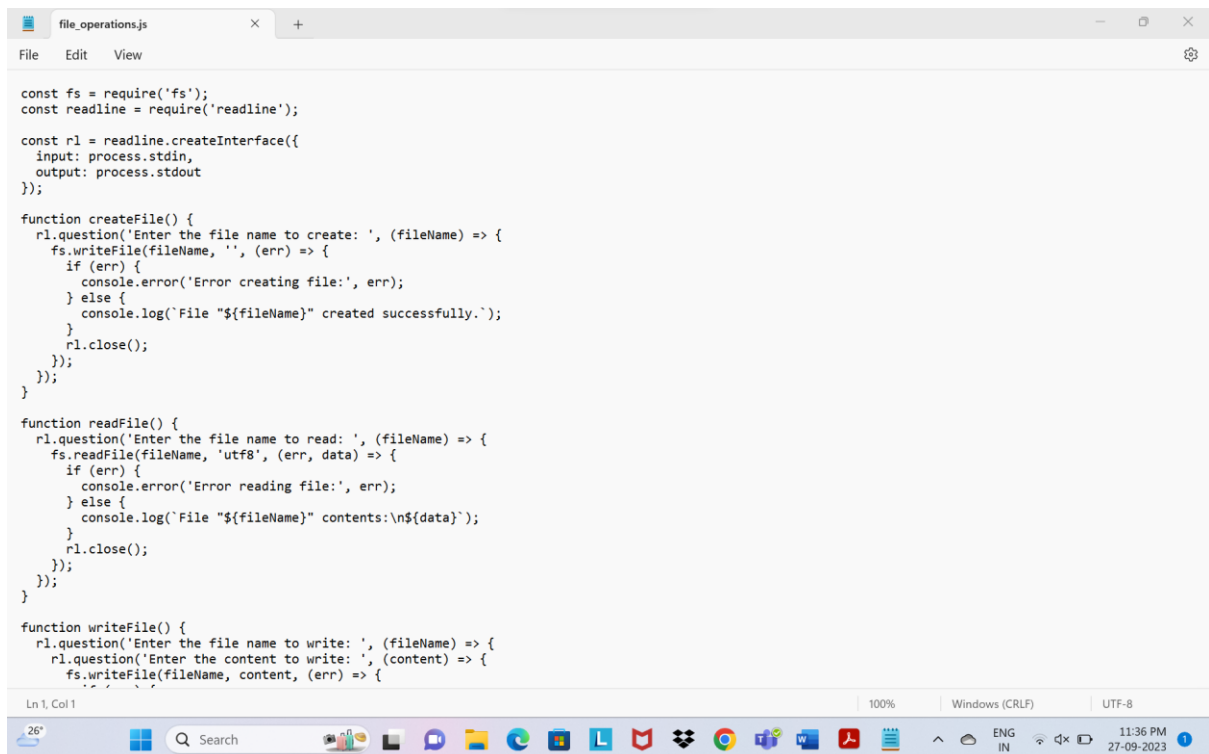 file_operations.js
File Edit View
const fs = require('fs');
const readline = require('readline');
const rl = readline.createInterface({
  input: process.stdin,
  output: process.stdout
});
function createFile() {
  rl.question('Enter the file name to create: ', (fileName) => {
    fs.writeFile(fileName, '', (err) => {
      if (err) {
        console.error('Error creating file:', err);
      } else {
        console.log(`File "${fileName}" created successfully.`);
      }
      rl.close();
    });
  });
}
function readFile() {
  rl.question('Enter the file name to read: ', (fileName) => {
    fs.readFile(fileName, 'utf8', (err, data) => {
      if (err) {
        console.error('Error reading file:', err);
      } else {
        console.log(`File "${fileName}" contents:\n${data}`);
      }
      rl.close();
    });
  });
}
function writeFile() {
  rl.question('Enter the file name to write: ', (fileName) => {
    rl.question('Enter the content to write: ', (content) => {
      fs.writeFile(fileName, content, (err) => {
Ln 1, Col 1 100% Windows (CRLF) UTF-8
26° Search L ENG 11:36 PM 1
IN 27-09-2023